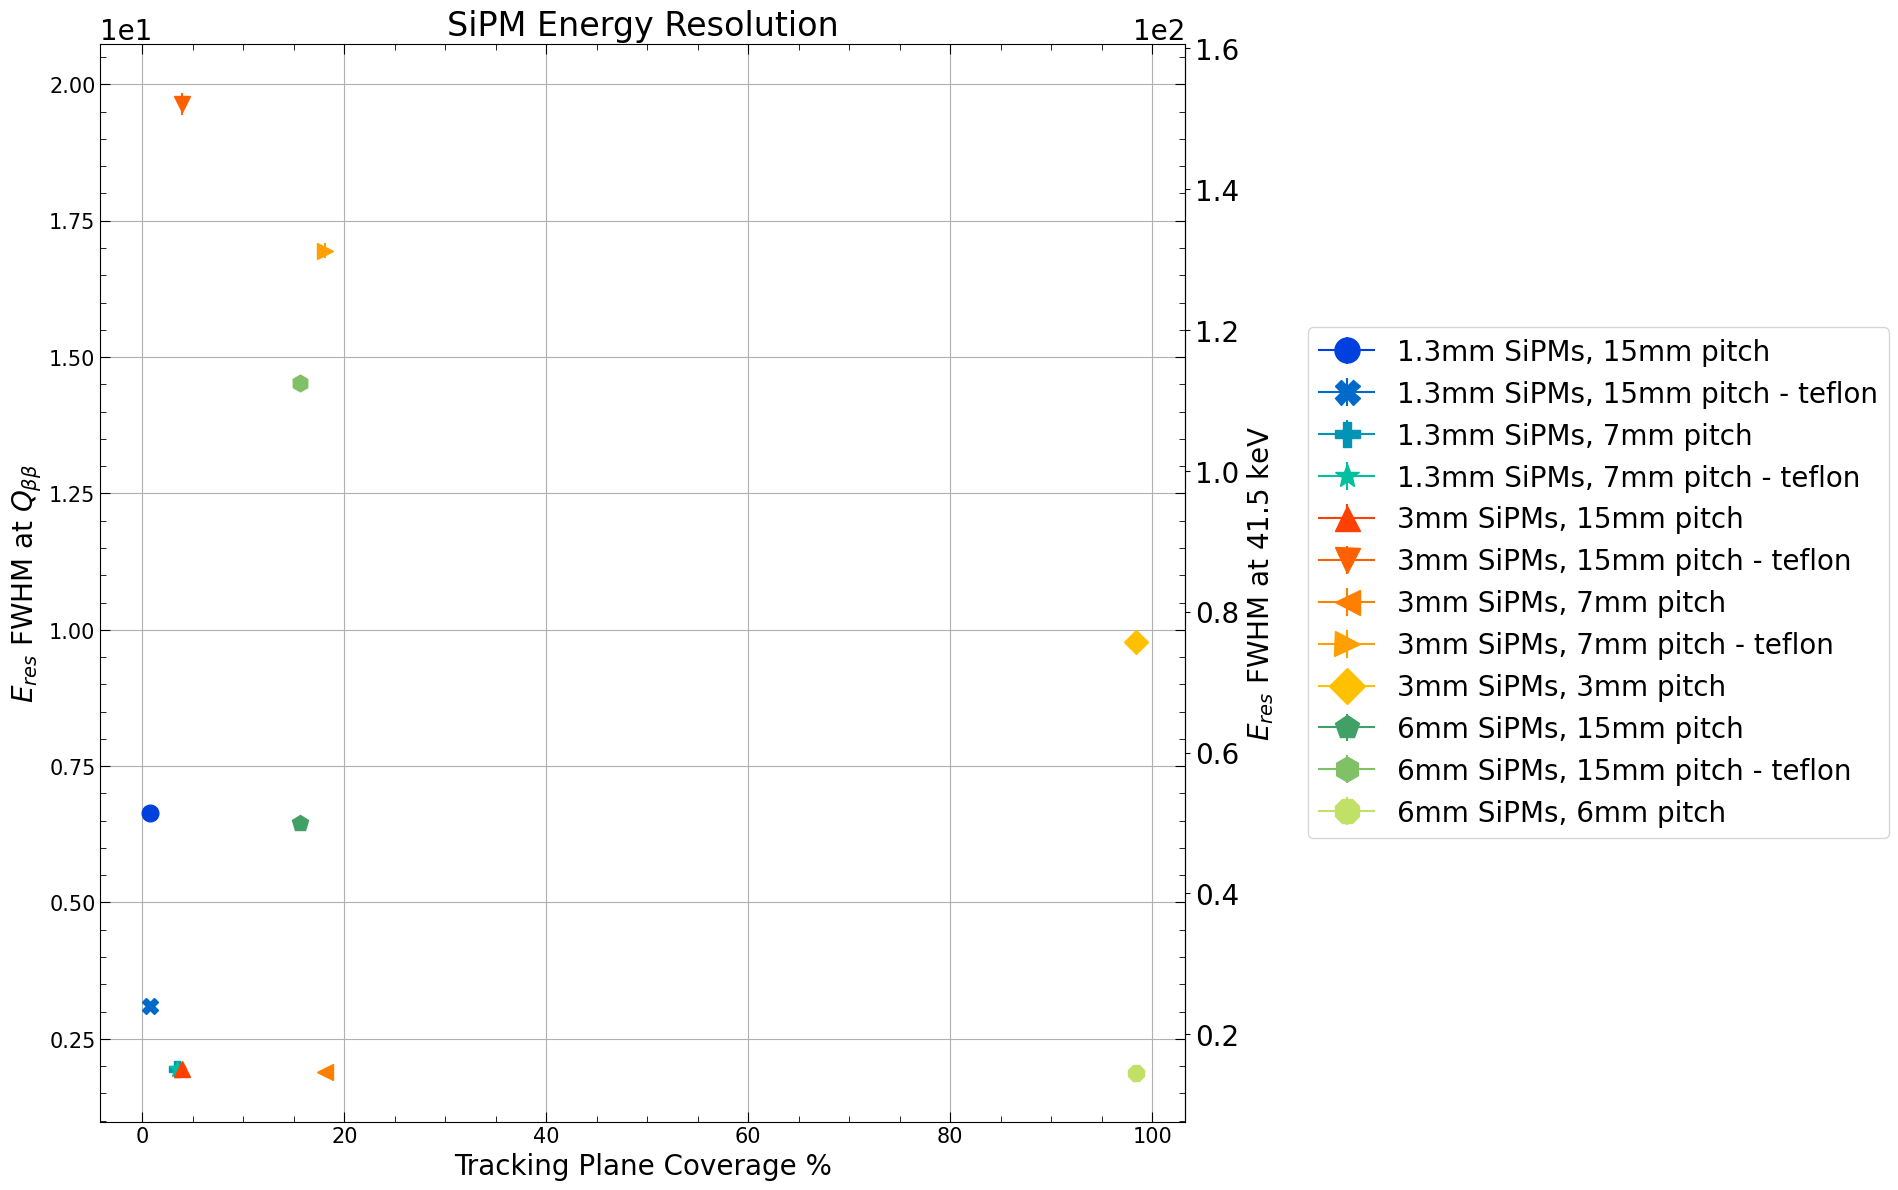 SiPM Energy Resolution
1e1
1e2
2.00
1.75
1.50
1.25
1.00
0.75
0.50
0.25
E_res FWHM at Q_ββ
0 20 40 60 80 100
Tracking Plane Coverage %
1.6
1.4
1.2
1.0
0.8
0.6
0.4
0.2
E_res FWHM at 41.5 keV
1.3mm SiPMs, 15mm pitch
1.3mm SiPMs, 15mm pitch - teflon
1.3mm SiPMs, 7mm pitch
1.3mm SiPMs, 7mm pitch - teflon
3mm SiPMs, 15mm pitch
3mm SiPMs, 15mm pitch - teflon
3mm SiPMs, 7mm pitch
3mm SiPMs, 7mm pitch - teflon
3mm SiPMs, 3mm pitch
6mm SiPMs, 15mm pitch
6mm SiPMs, 15mm pitch - teflon
6mm SiPMs, 6mm pitch